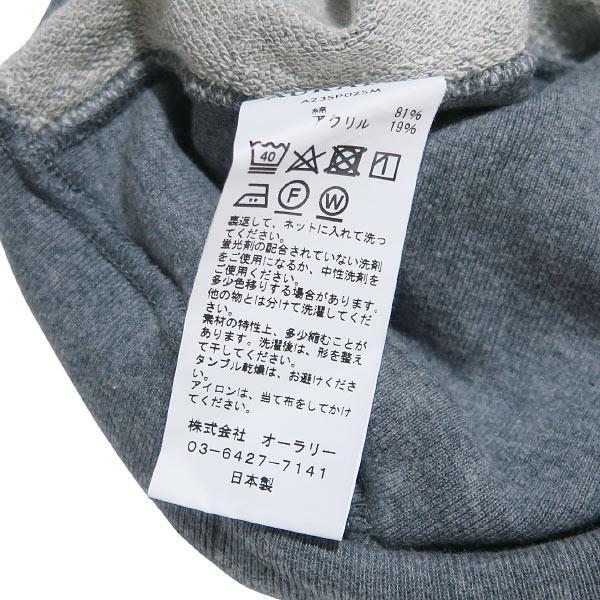 A23SP02SM
綿 81%
アクリル 19%
40
F W
裏返して、ネットに入れて洗っ
てください。
蛍光剤の配合されていない洗剤
をご使用になるか、中性洗剤を
ご使用ください。
多少色移りする場合があります。
他の物とは分けて洗濯してくだ
さい。
素材の特性上、多少縮むことが
あります。洗濯後は、形を整え
て干してください。
タンブル乾燥は、お避けくださ
い。
アイロンは、当て布をしてかけ
てください。
株式会社 オーラリー
03-6427-7141
日本製